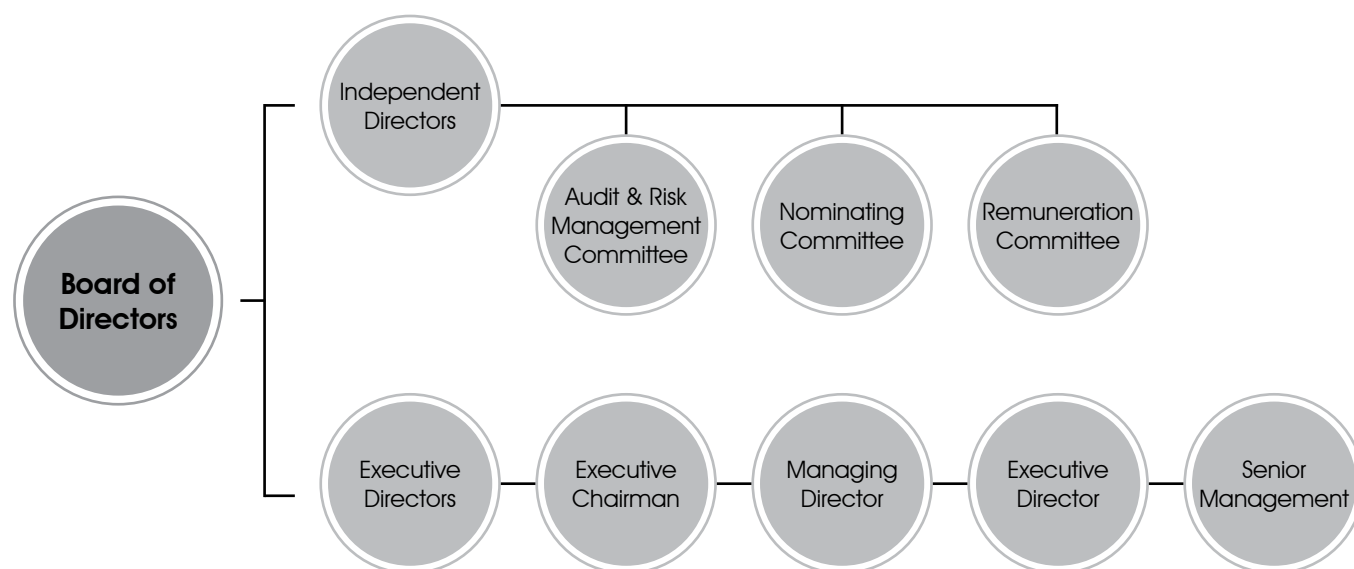 Independent
Directors
Audit & Risk
Management
Committee
Nominating
Committee
Remuneration
Committee
Board of
Directors
Executive
Directors
Executive
Chairman
Managing
Director
Executive
Director
Senior
Management